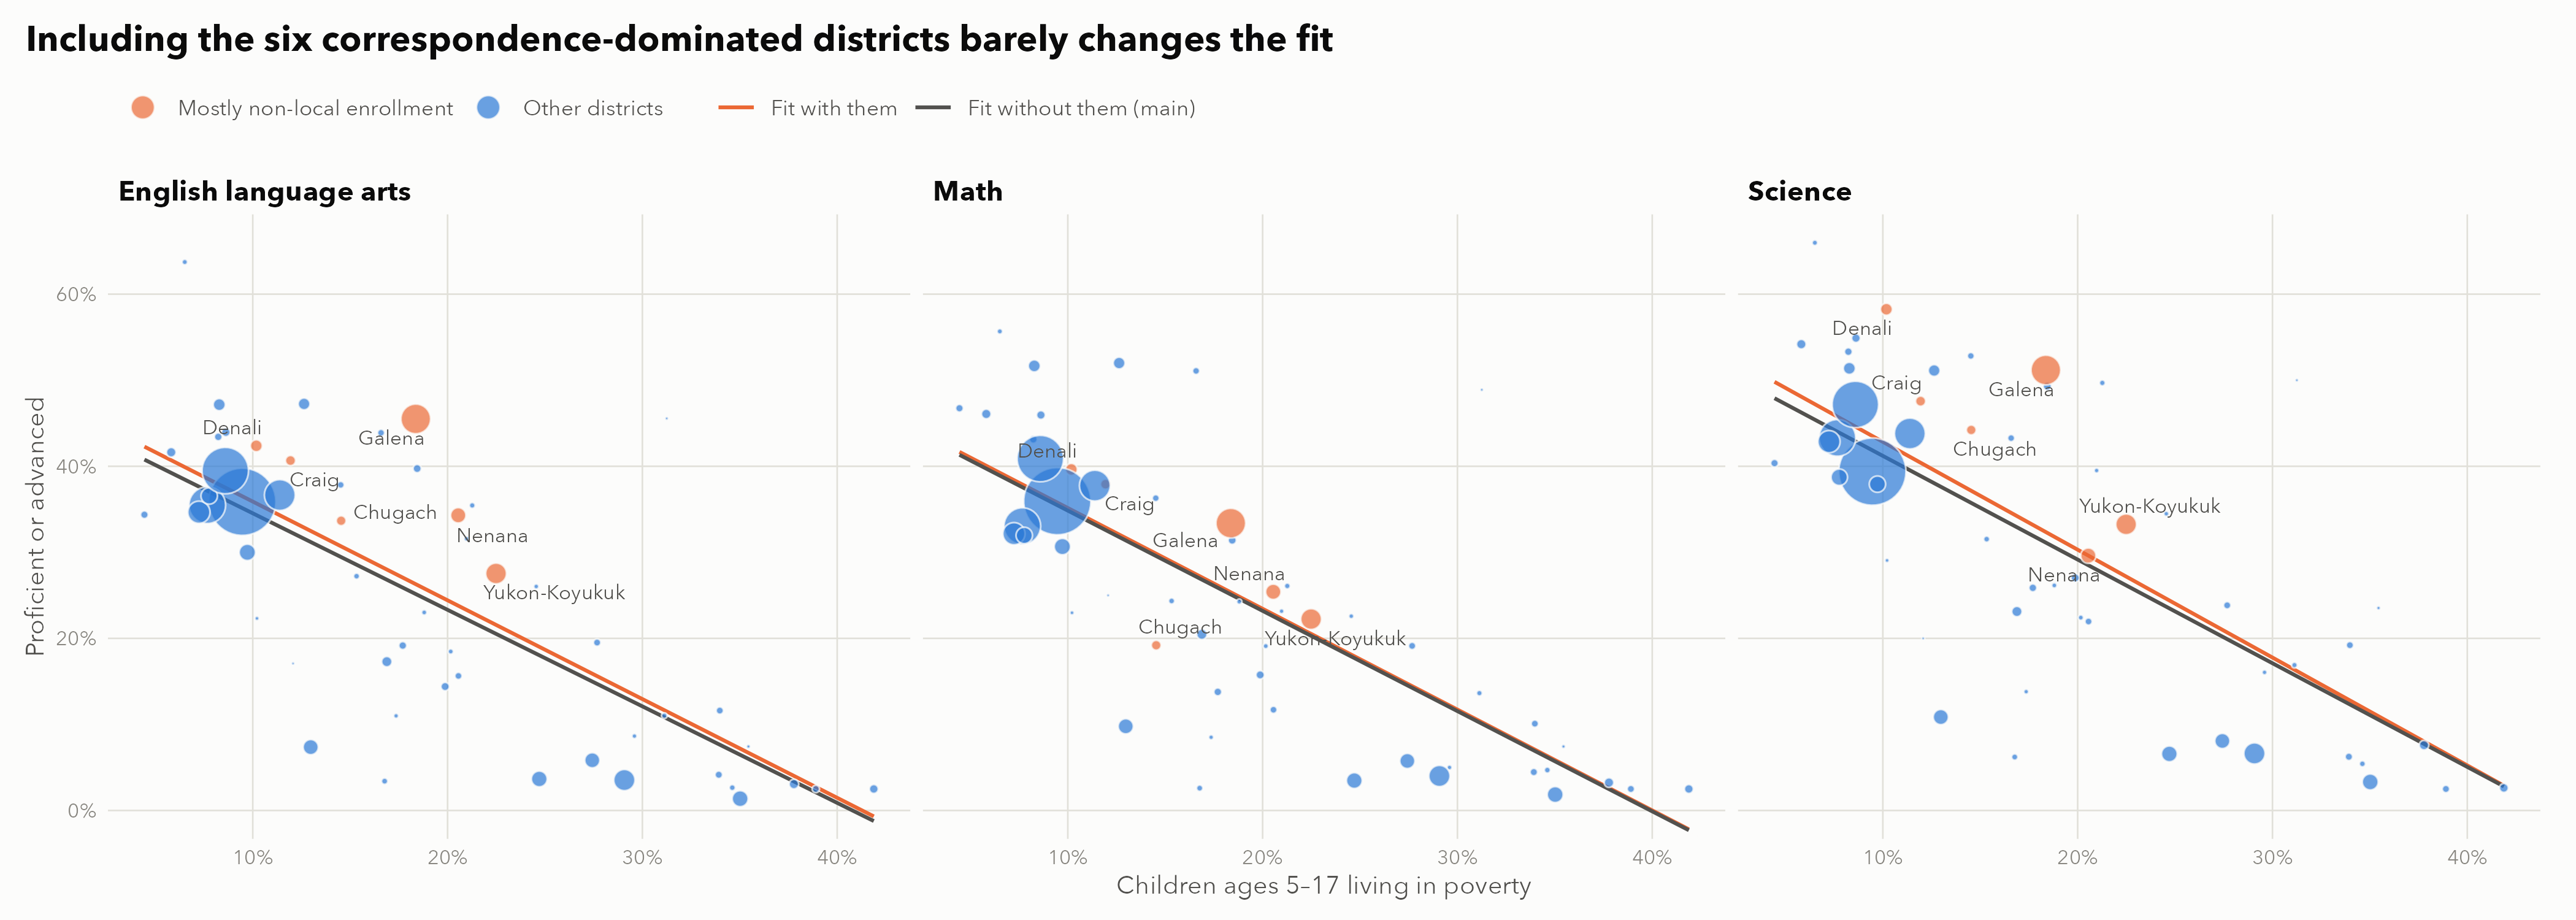 Including the six correspondence-dominated districts barely changes the fit
Mostly non-local enrollment
Other districts
Fit with them
Fit without them (main)
English language arts
Math
Science
Proficient or advanced
60%
40%
20%
0%
Denali
Galena
Craig
Chugach
Nenana
Yukon-Koyukuk
10%
20%
30%
40%
Denali
Craig
Galena
Nenana
Chugach
Yukon-Koyukuk
10%
20%
30%
40%
Denali
Craig
Galena
Chugach
Yukon-Koyukuk
Nenana
10%
20%
30%
40%
Children ages 5–17 living in poverty